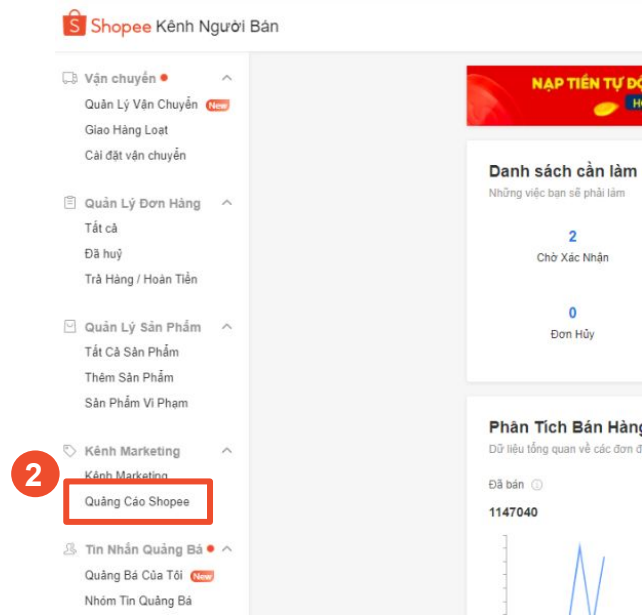 Shopee Kênh Người Bán
Vận chuyển
Quản Lý Vận Chuyển New
Giao Hàng Loạt
Cài đặt vận chuyển
Quản Lý Đơn Hàng
Tất cả
Đã huỷ
Trả Hàng / Hoàn Tiền
Quản Lý Sản Phẩm
Tất Cả Sản Phẩm
Thêm Sản Phẩm
Sản Phẩm Vi Phạm
Kênh Marketing
Kênh Marketing
2
Quảng Cáo Shopee
Tin Nhắn Quảng Bá
Quảng Bá Của Tôi New
Nhóm Tin Quảng Bá
NẠP TIỀN TỰ
Danh sách cần làm
Những việc bạn sẽ phải làm
2
Chờ Xác Nhận
0
Đơn Hủy
Phân Tích Bán Hàng
Dữ liệu tổng quan về các đơn
Đã bán
1147040